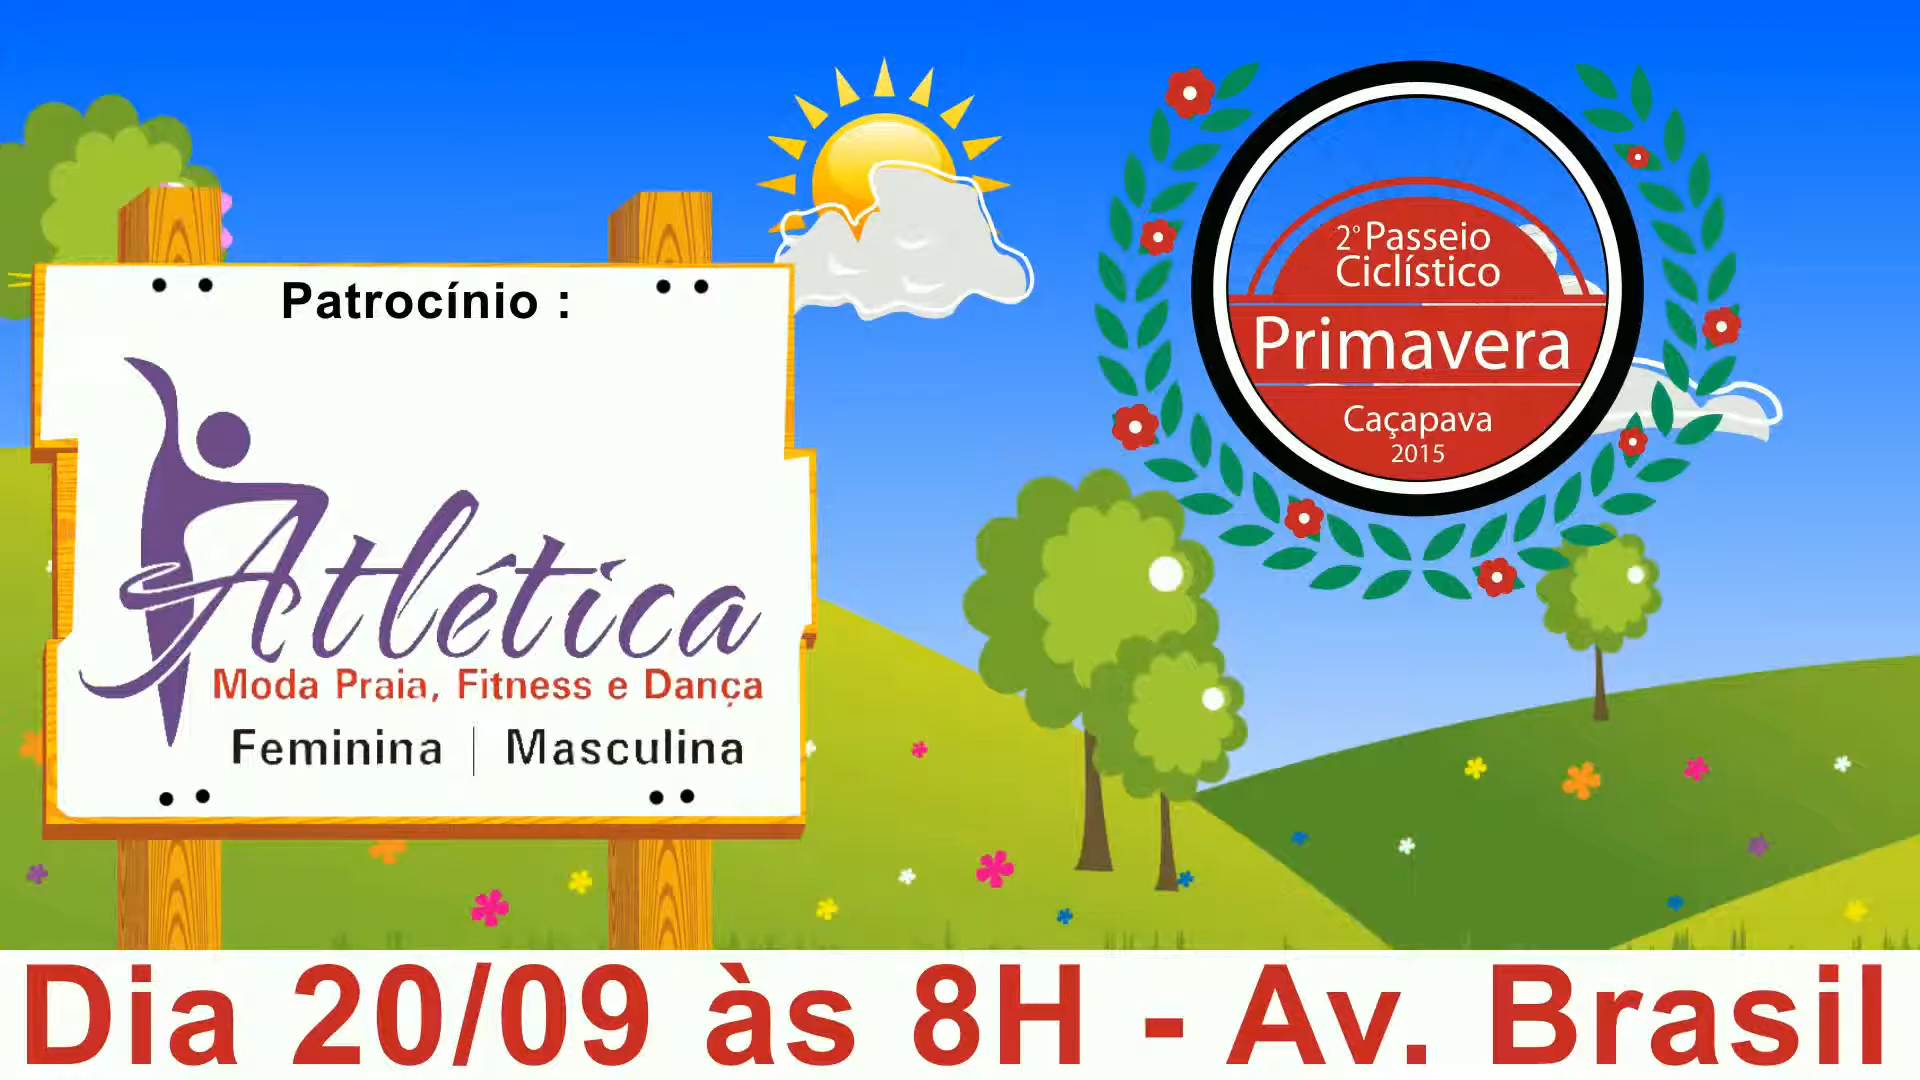 Patrocínio :
Atlética
Moda Praia, Fitness e Dança
Feminina | Masculina
2° Passeio
Ciclístico
Primavera
Caçapava
2015
Dia 20/09 às 8H - Av. Brasil